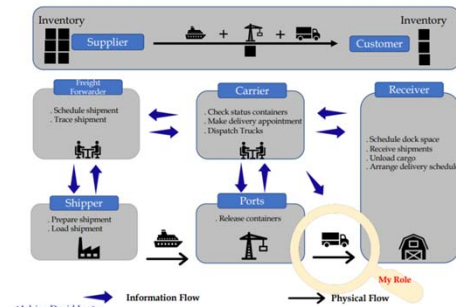 Inventory
Inventory
Supplier
+ +
Customer
Freight
Forwarder
. Schedule shipment
. Trace shipment
Carrier
. Check status containers
. Make delivery appointment
. Dispatch Trucks
Receiver
. Schedule dock space
. Receive shipments
. Unload cargo
. Arrange delivery schedule
Shipper
. Prepare shipment
. Load shipment
Ports
. Release containers
My Role
Information Flow
Physical Flow